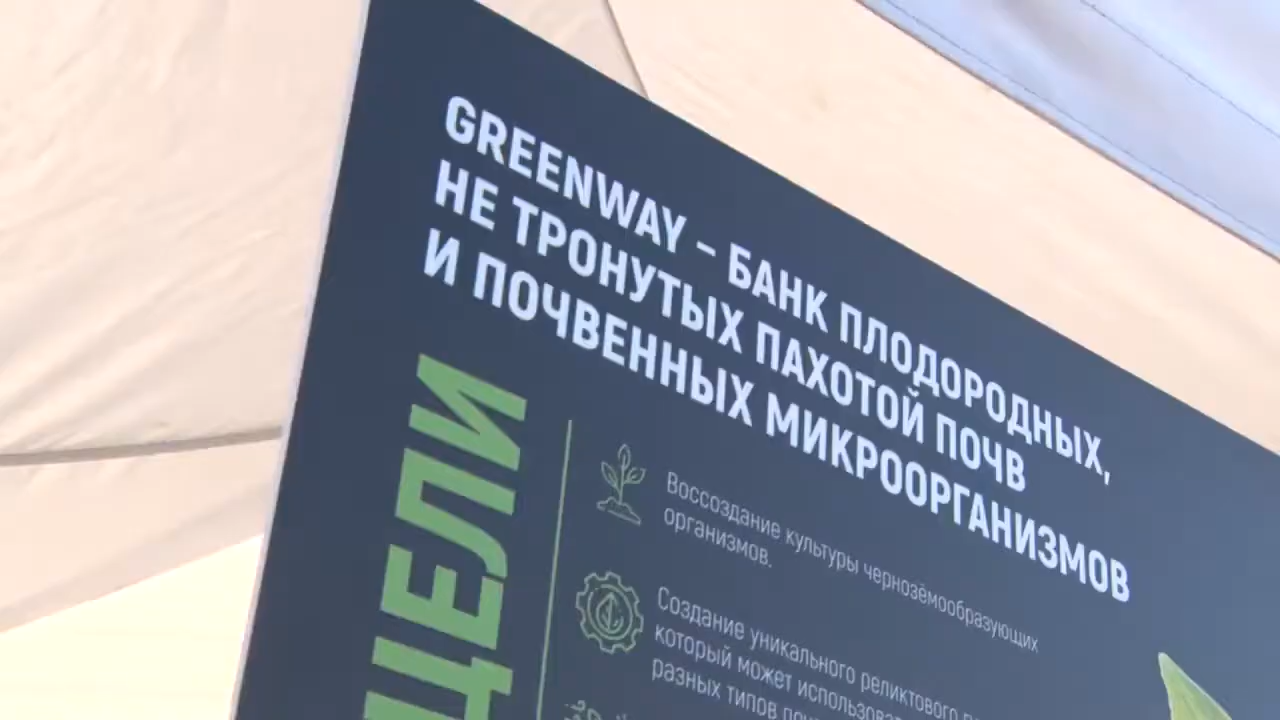 GREENWAY – БАНК ПЛОДОРОДНЫХ,
НЕ ТРОНУТЫХ ПАХОТОЙ ПОЧВ
И ПОЧВЕННЫХ МИКРООРГАНИЗМОВ
ЦЕЛИ
Воссоздание культуры чернозёмообразующих
организмов.
Создание уникального реликтового
который может
разных типов